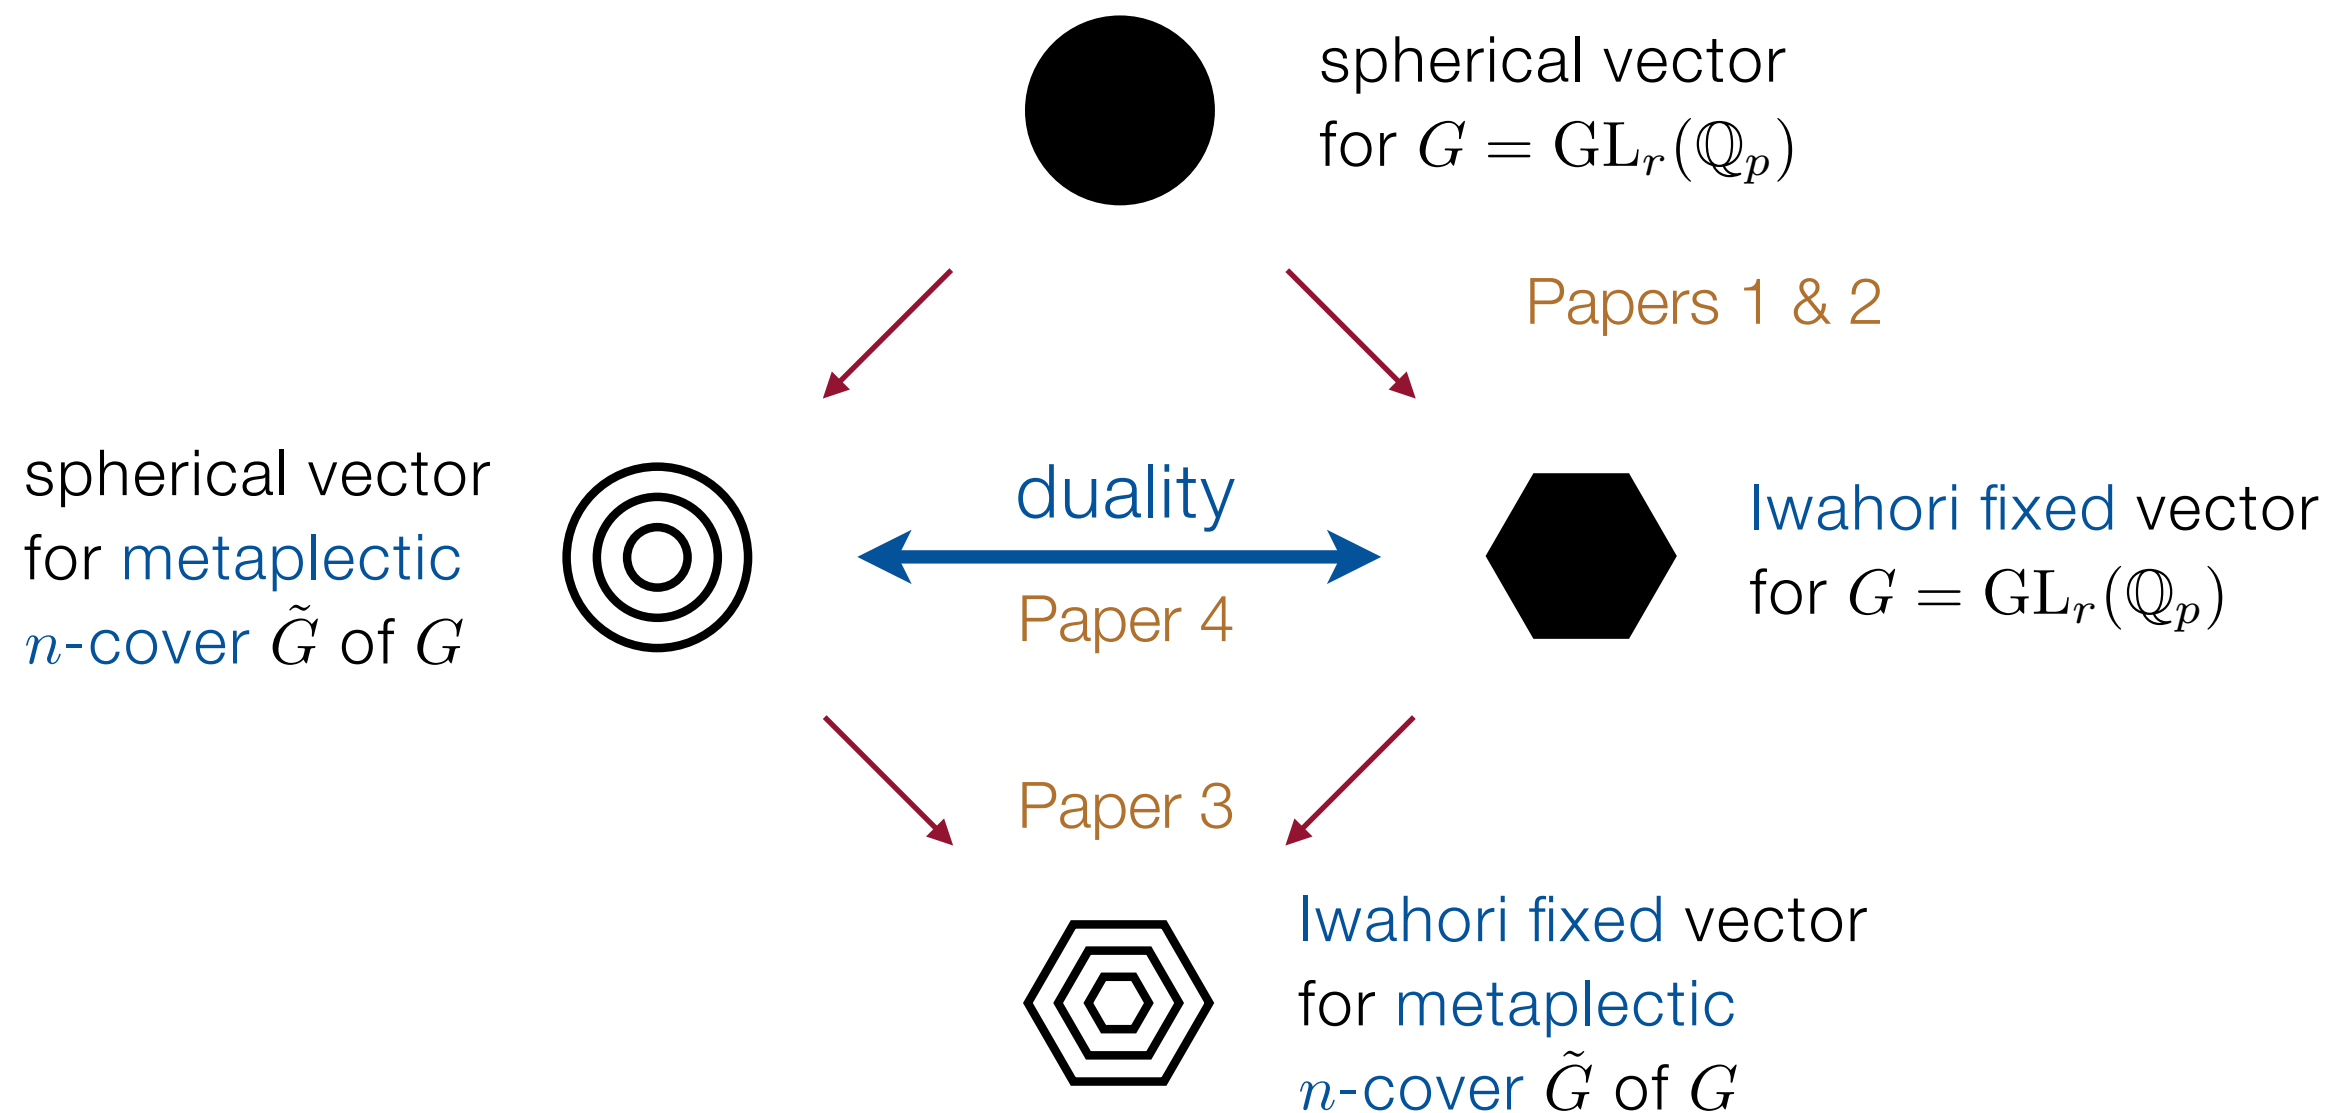 spherical vector
for G = GL_r(ℚ_p)
Papers 1 & 2
spherical vector
for metaplectic
n-cover G̃ of G
duality
Paper 4
Iwahori fixed vector
for G = GL_r(ℚ_p)
Paper 3
Iwahori fixed vector
for metaplectic
n-cover G̃ of G